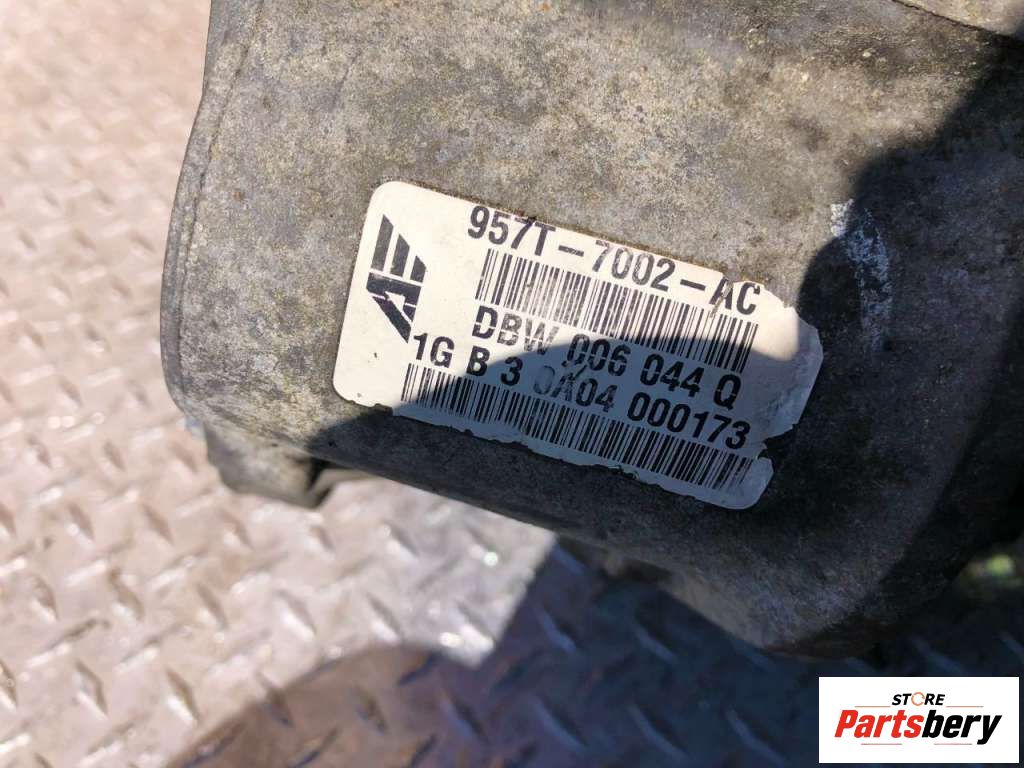 957T-7002-AC
DBW 006 044 Q
1G B 3 0A04 000173
STORE
Partsbery